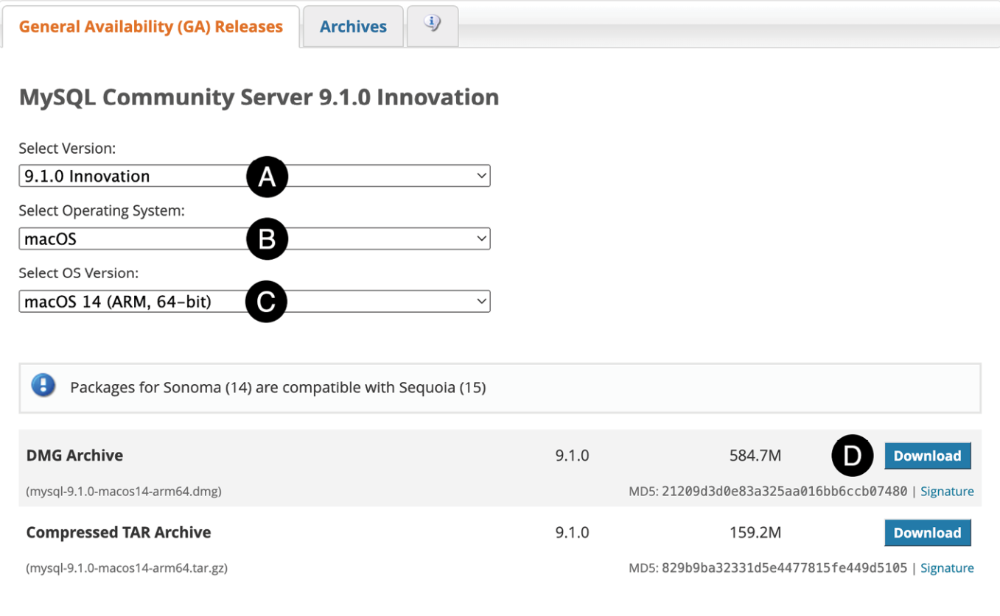 General Availability (GA) Releases Archives
MySQL Community Server 9.1.0 Innovation
Select Version:
9.1.0 Innovation A
Select Operating System:
macOS B
Select OS Version:
macOS 14 (ARM, 64-bit) C
Packages for Sonoma (14) are compatible with Sequoia (15)
DMG Archive 9.1.0 584.7M D Download
(mysql-9.1.0-macos14-arm64.dmg) MD5: 21209d3d0e83a325aa016bb6ccb07480 | Signature
Compressed TAR Archive 9.1.0 159.2M Download
(mysql-9.1.0-macos14-arm64.tar.gz) MD5: 829b9ba32331d5e4477815fe449d5105 | Signature